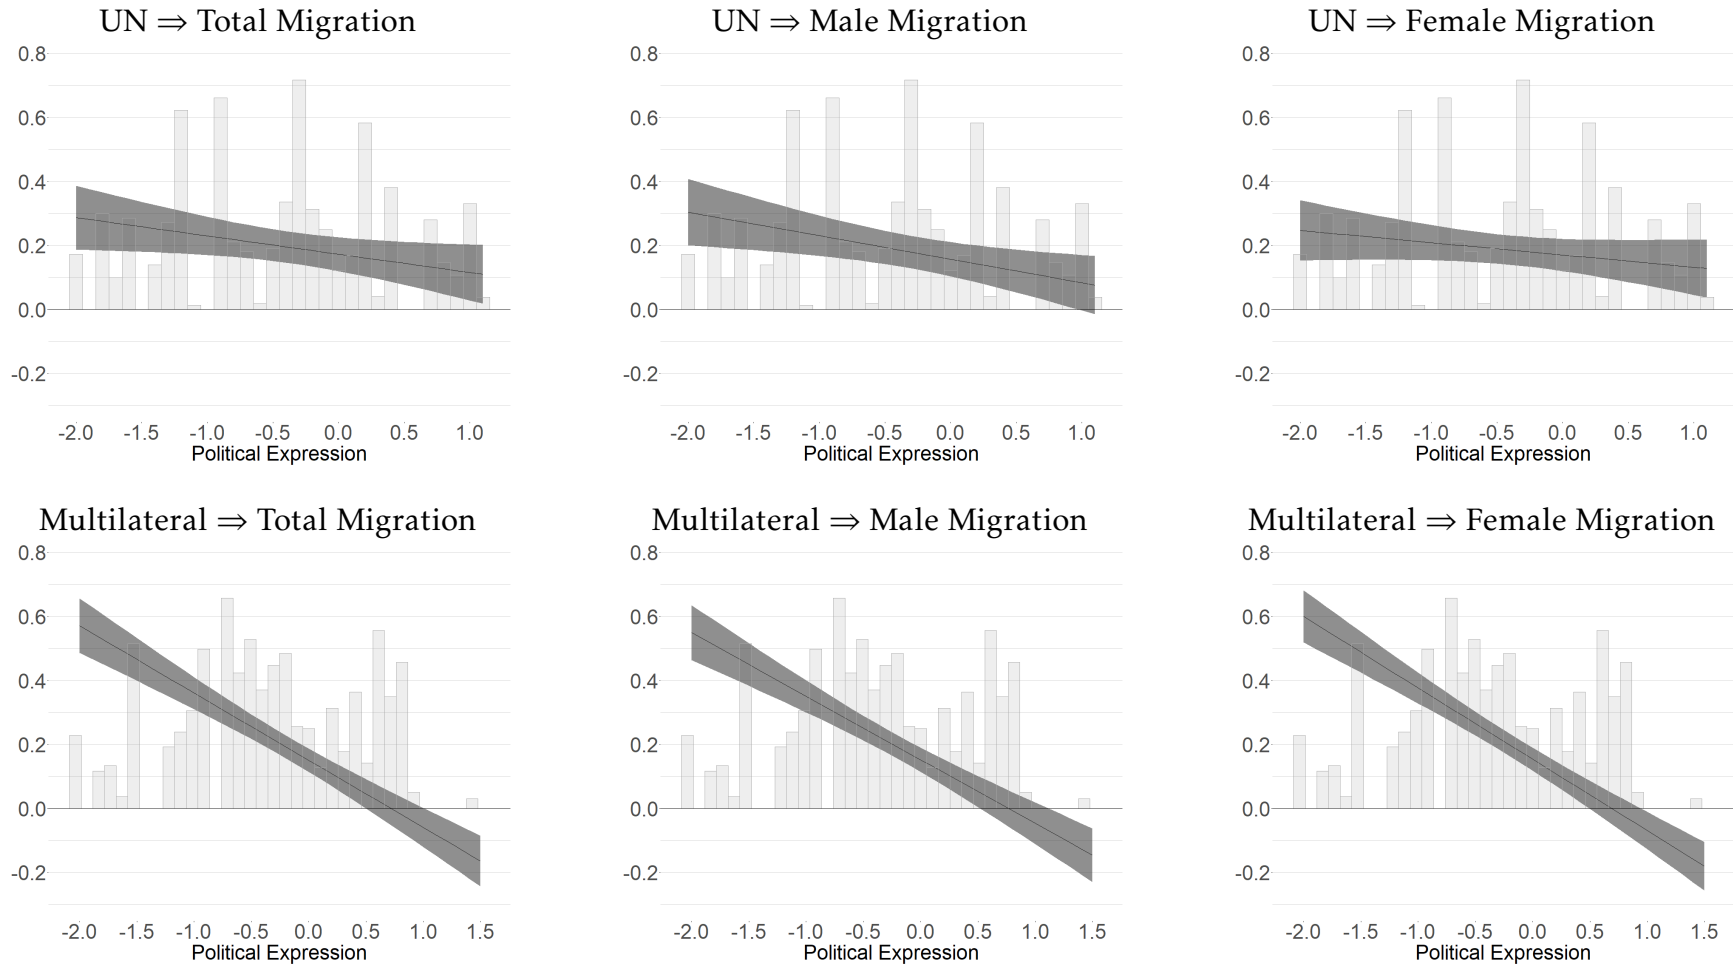 UN ⇒ Total Migration
0.8
0.6
0.4
0.2
0.0
-0.2
-2.0 -1.5 -1.0 -0.5 0.0 0.5 1.0
Political Expression
UN ⇒ Male Migration
0.8
0.6
0.4
0.2
0.0
-0.2
-2.0 -1.5 -1.0 -0.5 0.0 0.5 1.0
Political Expression
UN ⇒ Female Migration
0.8
0.6
0.4
0.2
0.0
-0.2
-2.0 -1.5 -1.0 -0.5 0.0 0.5 1.0
Political Expression
Multilateral ⇒ Total Migration
0.8
0.6
0.4
0.2
0.0
-0.2
-2.0 -1.5 -1.0 -0.5 0.0 0.5 1.0 1.5
Political Expression
Multilateral ⇒ Male Migration
0.8
0.6
0.4
0.2
0.0
-0.2
-2.0 -1.5 -1.0 -0.5 0.0 0.5 1.0 1.5
Political Expression
Multilateral ⇒ Female Migration
0.8
0.6
0.4
0.2
0.0
-0.2
-2.0 -1.5 -1.0 -0.5 0.0 0.5 1.0 1.5
Political Expression